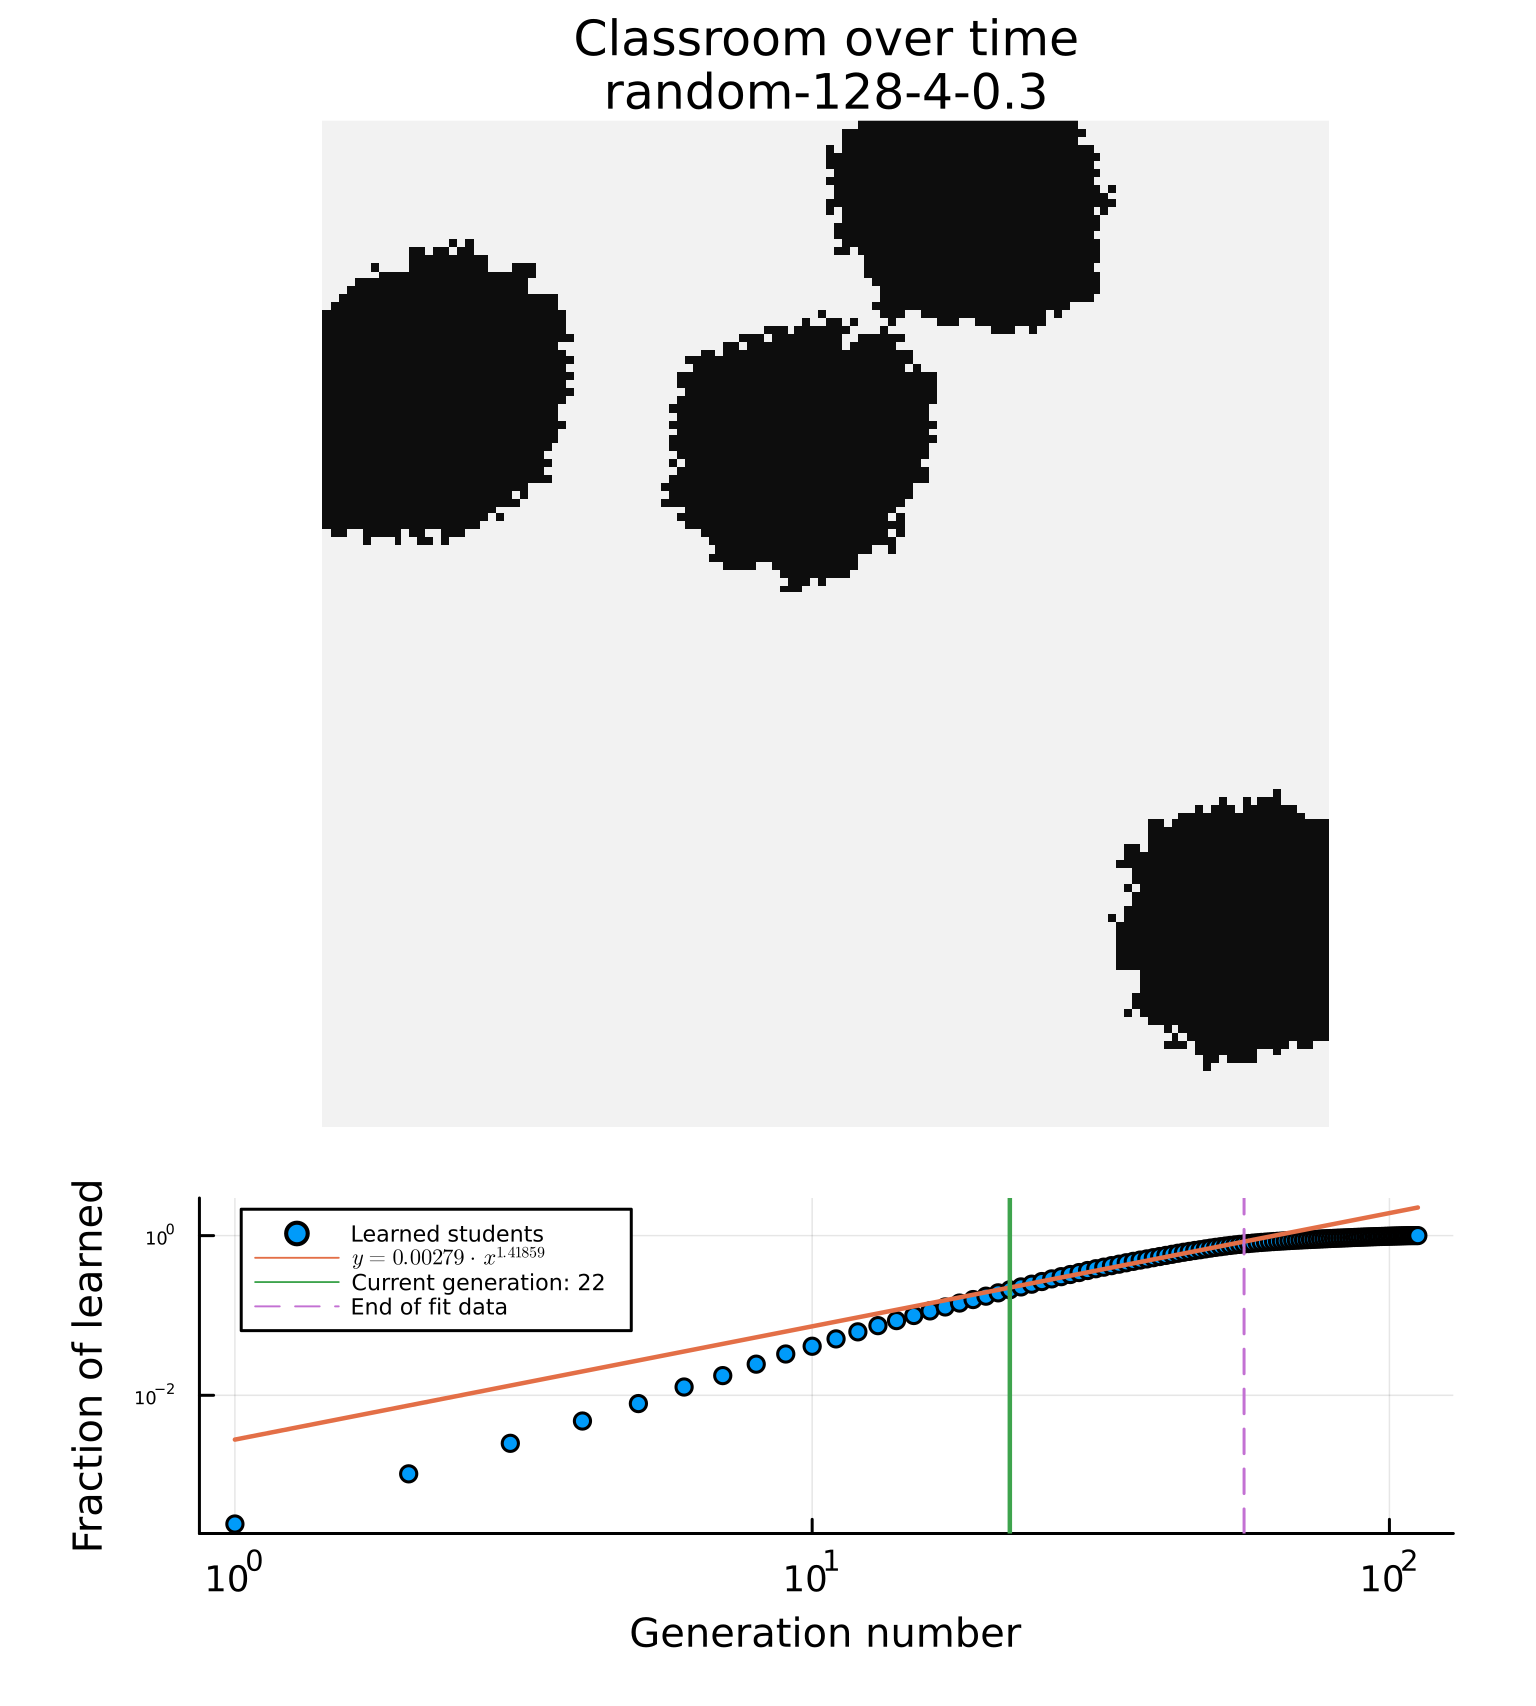 Classroom over time
random-128-4-0.3
Fraction of learned
10⁰
10⁻²
Learned students
y = 0.00279 · x^1.41859
Current generation: 22
End of fit data
10⁰ 10¹ 10²
Generation number